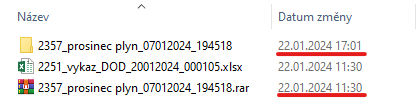 Název Datum změny
2357_prosinec plyn_07012024_194518 22.01.2024 17:01
2251_vykaz_DOD_20012024_000105.xlsx 22.01.2024 11:30
2357_prosinec plyn_07012024_194518.rar 22.01.2024 11:30